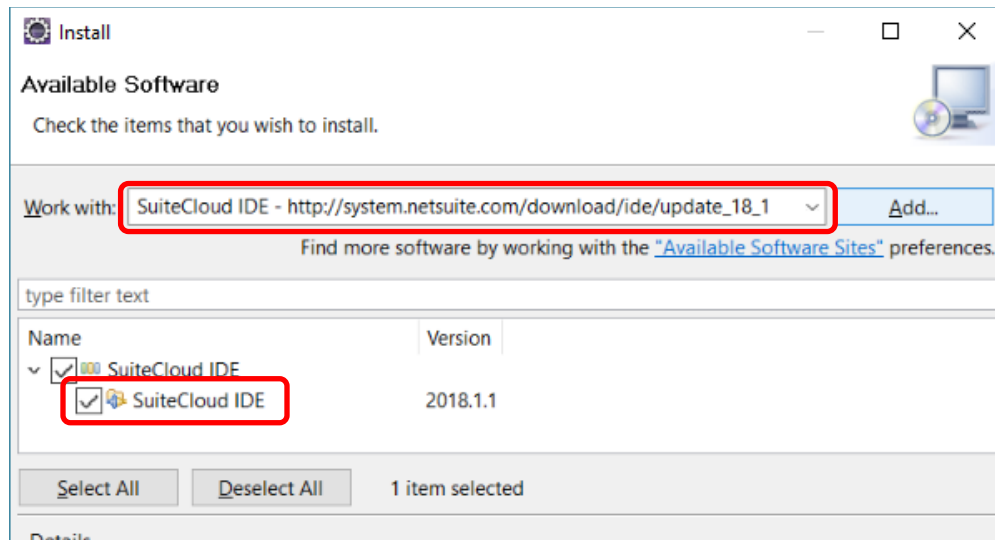 Install
Available Software
Check the items that you wish to install.
Work with: SuiteCloud IDE - http://system.netsuite.com/download/ide/update_18_1 Add...
Find more software by working with the "Available Software Sites" preferences.
type filter text
Name Version
SuiteCloud IDE
SuiteCloud IDE 2018.1.1
Select All Deselect All 1 item selected
Details